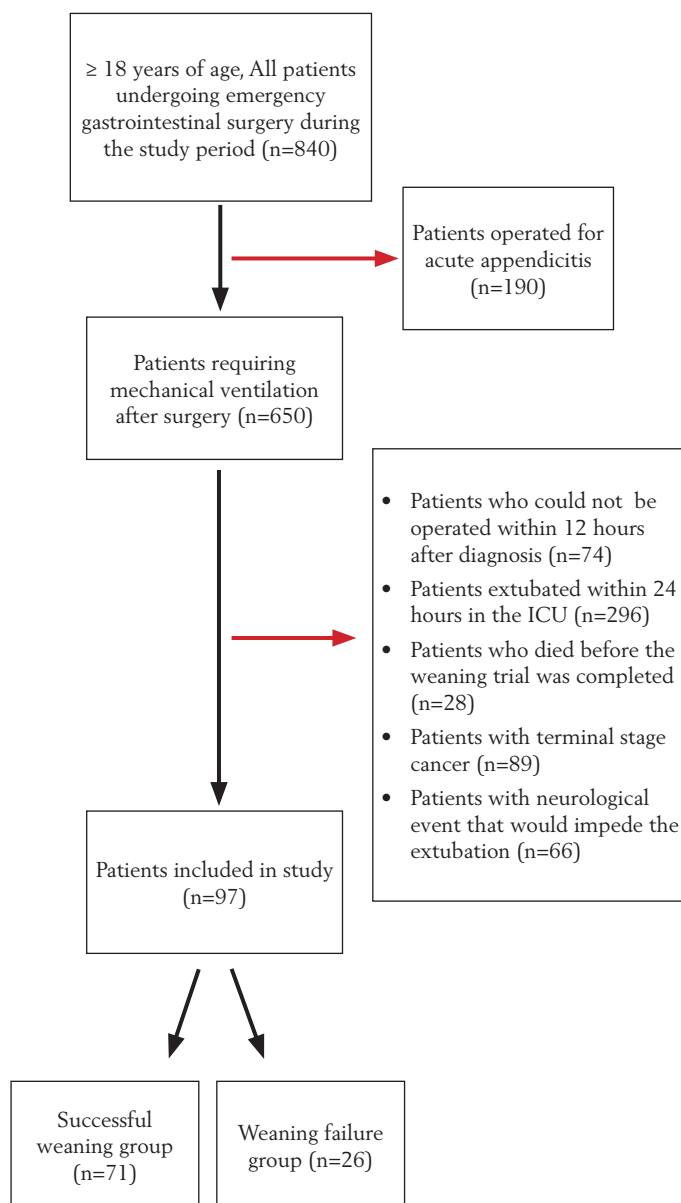 ≥ 18 years of age, All patients
undergoing emergency
gastrointestinal surgery during
the study period (n=840)
Patients operated for
acute appendicitis
(n=190)
Patients requiring
mechanical ventilation
after surgery (n=650)
• Patients who could not be
operated within 12 hours
after diagnosis (n=74)
• Patients extubated within 24
hours in the ICU (n=296)
• Patients who died before the
weaning trial was completed
(n=28)
• Patients with terminal stage
cancer (n=89)
• Patients with neurological
event that would impede the
extubation (n=66)
Patients included in study
(n=97)
Successful
weaning group
(n=71)
Weaning failure
group (n=26)